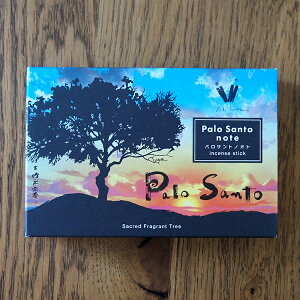 Palo Santo
note
パロサントノオト
incense stick
Palo Santo
Sacred Fragrant Tree